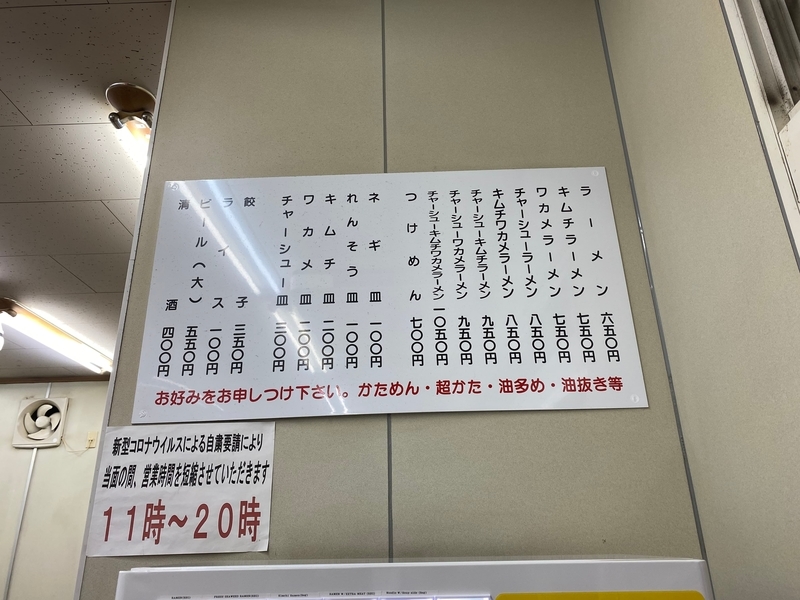 ラーメン 六五〇円
キムチラーメン 七五〇円
ワカメラーメン 七五〇円
チャーシューラーメン 八五〇円
キムチワカメラーメン 八五〇円
チャーシューキムチラーメン 九五〇円
チャーシューワカメラーメン 九五〇円
チャーシューキムチワカメラーメン 一〇五〇円
つけめん 七〇〇円
ネギ皿 一〇〇円
れんそう皿 一〇〇円
キムチ皿 二〇〇円
ワカメ皿 二〇〇円
チャーシュー皿 三〇〇円
餃子 三五〇円
ライス 一〇〇円
ビール(大) 五五〇円
清酒 四〇〇円
お好みをお申しつけ下さい。かためん・超かた・油多め・油抜き等
新型コロナウイルスによる自粛要請により
当面の間、営業時間を短縮させていただきます
11時～20時